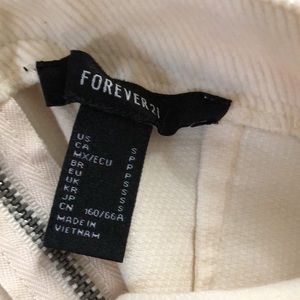 FOREVER 21
US S
CA P
MX/ECU P
BR P
EU S
UK S
KR S
JP S
CN 160/66A
MADE IN
VIETNAM